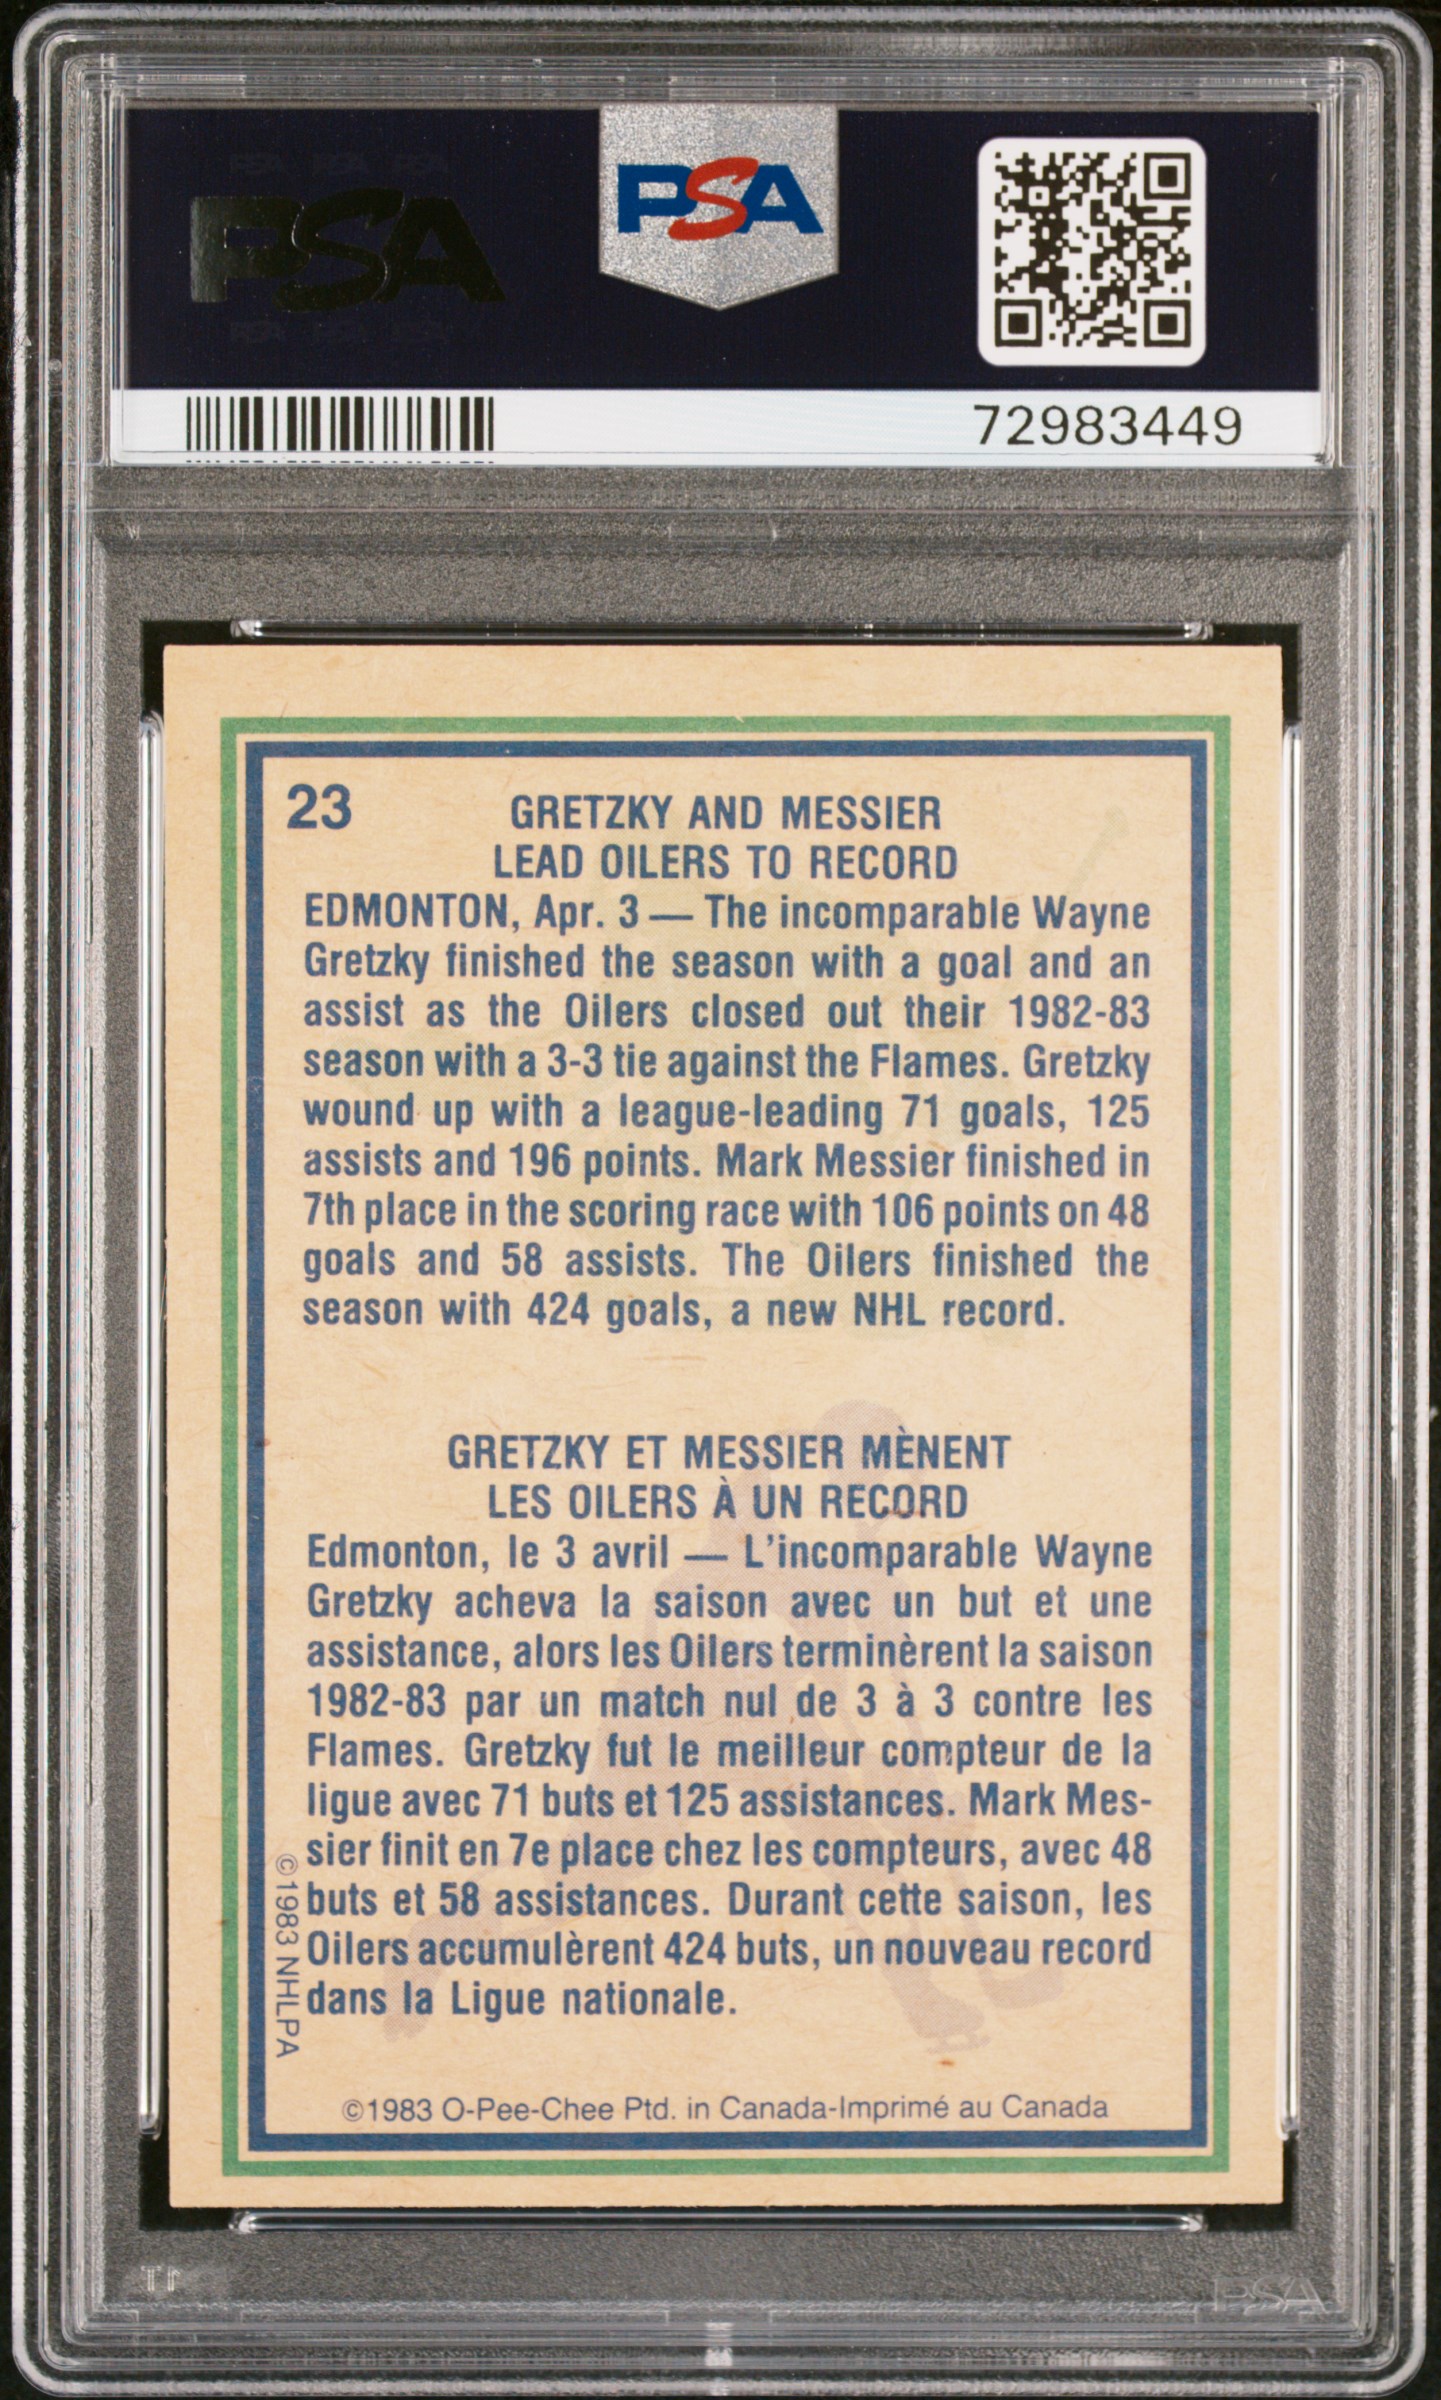 PSA
PSA
72983449
23
GRETZKY AND MESSIER
LEAD OILERS TO RECORD
EDMONTON, Apr. 3 — The incomparable Wayne
Gretzky finished the season with a goal and an
assist as the Oilers closed out their 1982-83
season with a 3-3 tie against the Flames. Gretzky
wound up with a league-leading 71 goals, 125
assists and 196 points. Mark Messier finished in
7th place in the scoring race with 106 points on 48
goals and 58 assists. The Oilers finished the
season with 424 goals, a new NHL record.
GRETZKY ET MESSIER MÈNENT
LES OILERS À UN RECORD
Edmonton, le 3 avril — L'incomparable Wayne
Gretzky acheva la saison avec un but et une
assistance, alors les Oilers terminèrent la saison
1982-83 par un match nul de 3 à 3 contre les
Flames. Gretzky fut le meilleur compteur de la
ligue avec 71 buts et 125 assistances. Mark Mes-
sier finit en 7e place chez les compteurs, avec 48
buts et 58 assistances. Durant cette saison, les
Oilers accumulèrent 424 buts, un nouveau record
dans la Ligue nationale.
©1983 NHLPA
©1983 O-Pee-Chee Ptd. in Canada-Imprimé au Canada
PSA